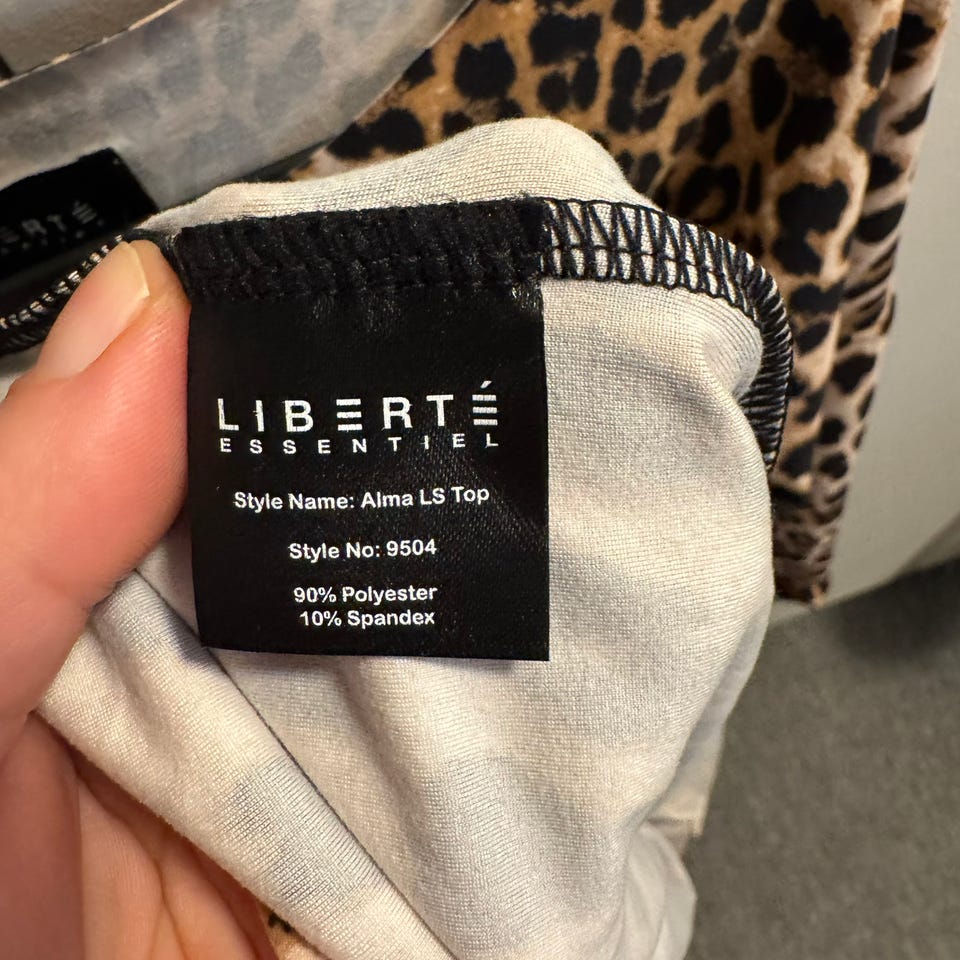 LIBERTÉ
ESSENTIEL
Style Name: Alma LS Top
Style No: 9504
90% Polyester
10% Spandex